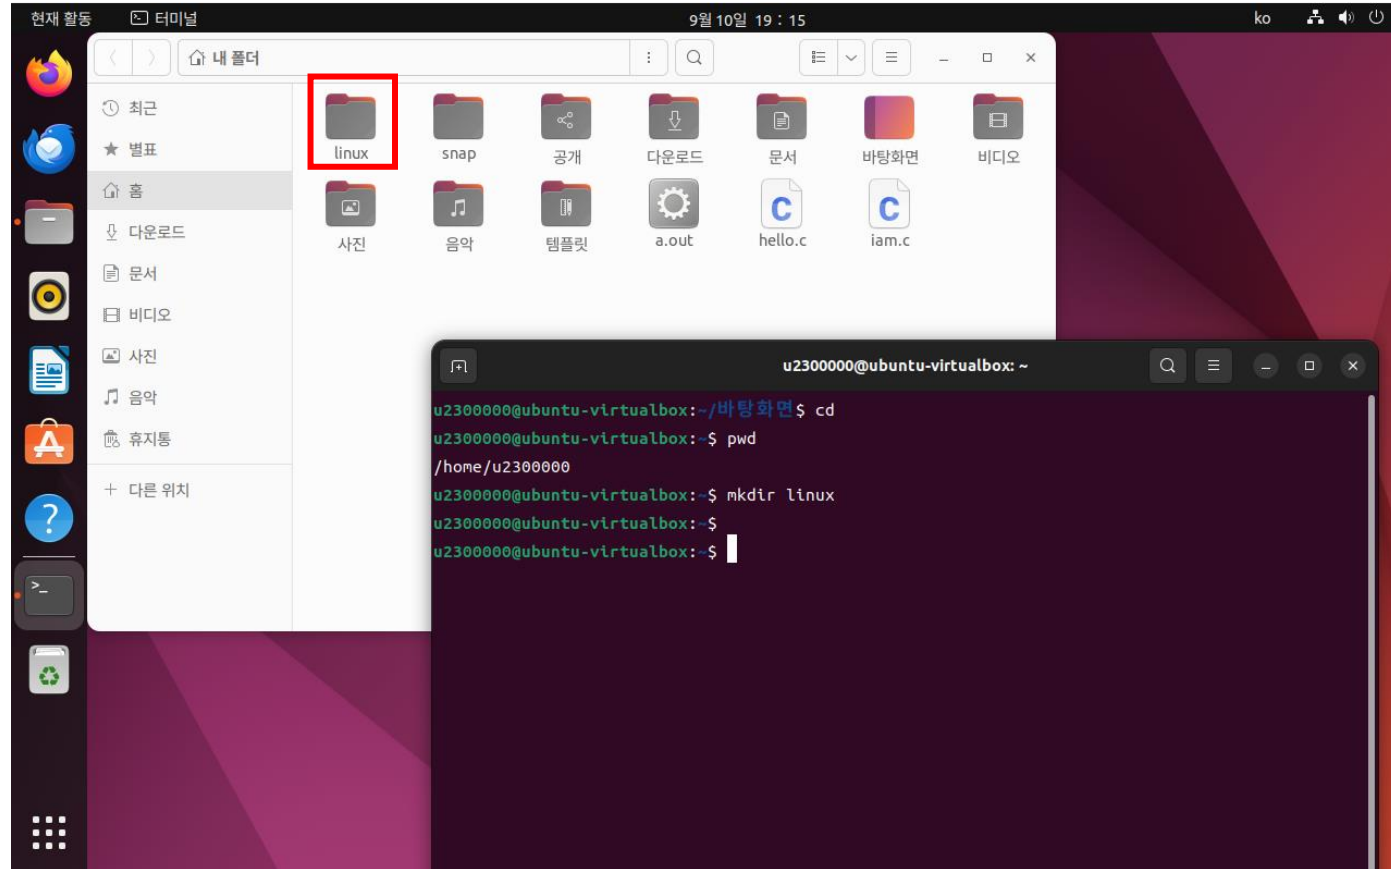 현재 활동 터미널 9월 10일 19 : 15 ko
내 폴더
최근
별표
홈
다운로드
문서
비디오
사진
음악
휴지통
다른 위치
linux snap 공개 다운로드 문서 바탕화면 비디오
사진 음악 템플릿 a.out hello.c iam.c
u2300000@ubuntu-virtualbox: ~
u2300000@ubuntu-virtualbox:~/바탕화면$ cd
u2300000@ubuntu-virtualbox:~$ pwd
/home/u2300000
u2300000@ubuntu-virtualbox:~$ mkdir linux
u2300000@ubuntu-virtualbox:~$
u2300000@ubuntu-virtualbox:~$